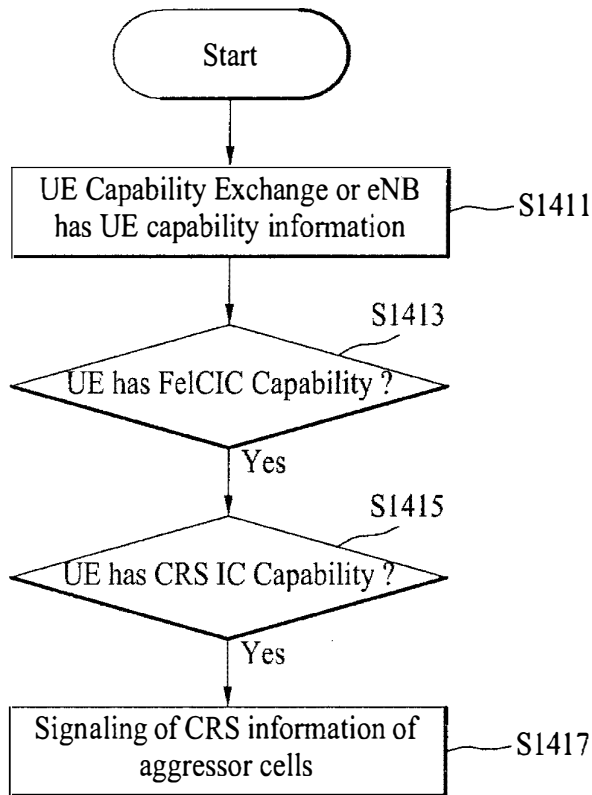 Start
UE Capability Exchange or eNB
has UE capability information
S1411
S1413
UE has FelCIC Capability ?
Yes
S1415
UE has CRS IC Capability ?
Yes
Signaling of CRS information of
aggressor cells
S1417